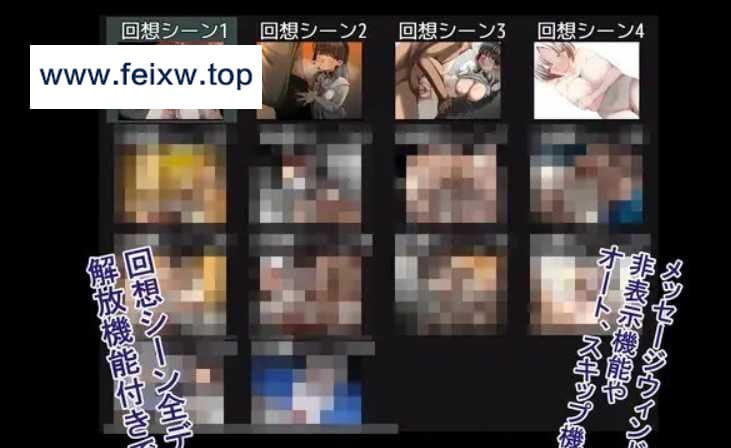 回想シーン1
回想シーン2
回想シーン3
回想シーン4
www.feixw.top
メッセージウィンド
非表示機能や
オート、スキップ機
回想シーン全デ
解放機能付きで